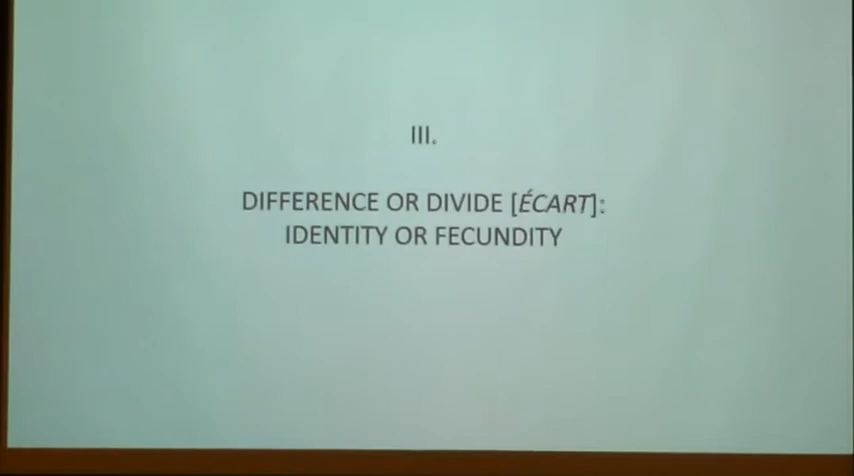 III.
DIFFERENCE OR DIVIDE [ÉCART]:
IDENTITY OR FECUNDITY